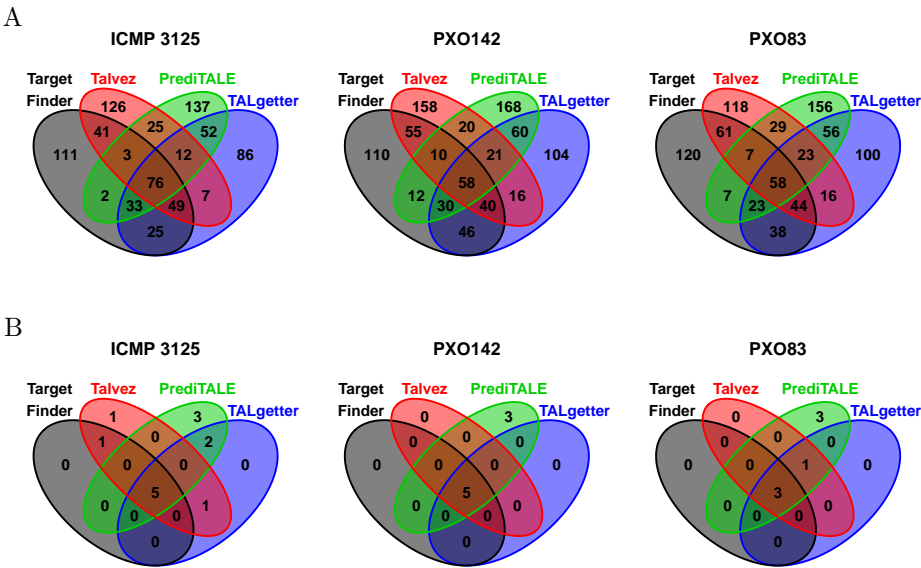 A
ICMP 3125 PXO142 PXO83
Target Talvez PrediTALE Target Talvez PrediTALE Target Talvez PrediTALE
Finder 126 137 TALgetter Finder 158 168 TALgetter Finder 118 156 TALgetter
41 25 52 55 20 60 61 29 56
111 3 12 86 110 10 21 104 120 7 23 100
76 58 58
2 33 49 7 12 30 40 16 7 23 44 16
25 46 38
B
ICMP 3125 PXO142 PXO83
Target Talvez PrediTALE Target Talvez PrediTALE Target Talvez PrediTALE
Finder 1 3 TALgetter Finder 0 3 TALgetter Finder 0 3 TALgetter
1 0 2 0 0 0 0 0 0
0 0 0 0 0 0 0 0 0 0 1 0
5 5 3
0 0 0 1 0 0 0 0 0 0 0 0
0 0 0